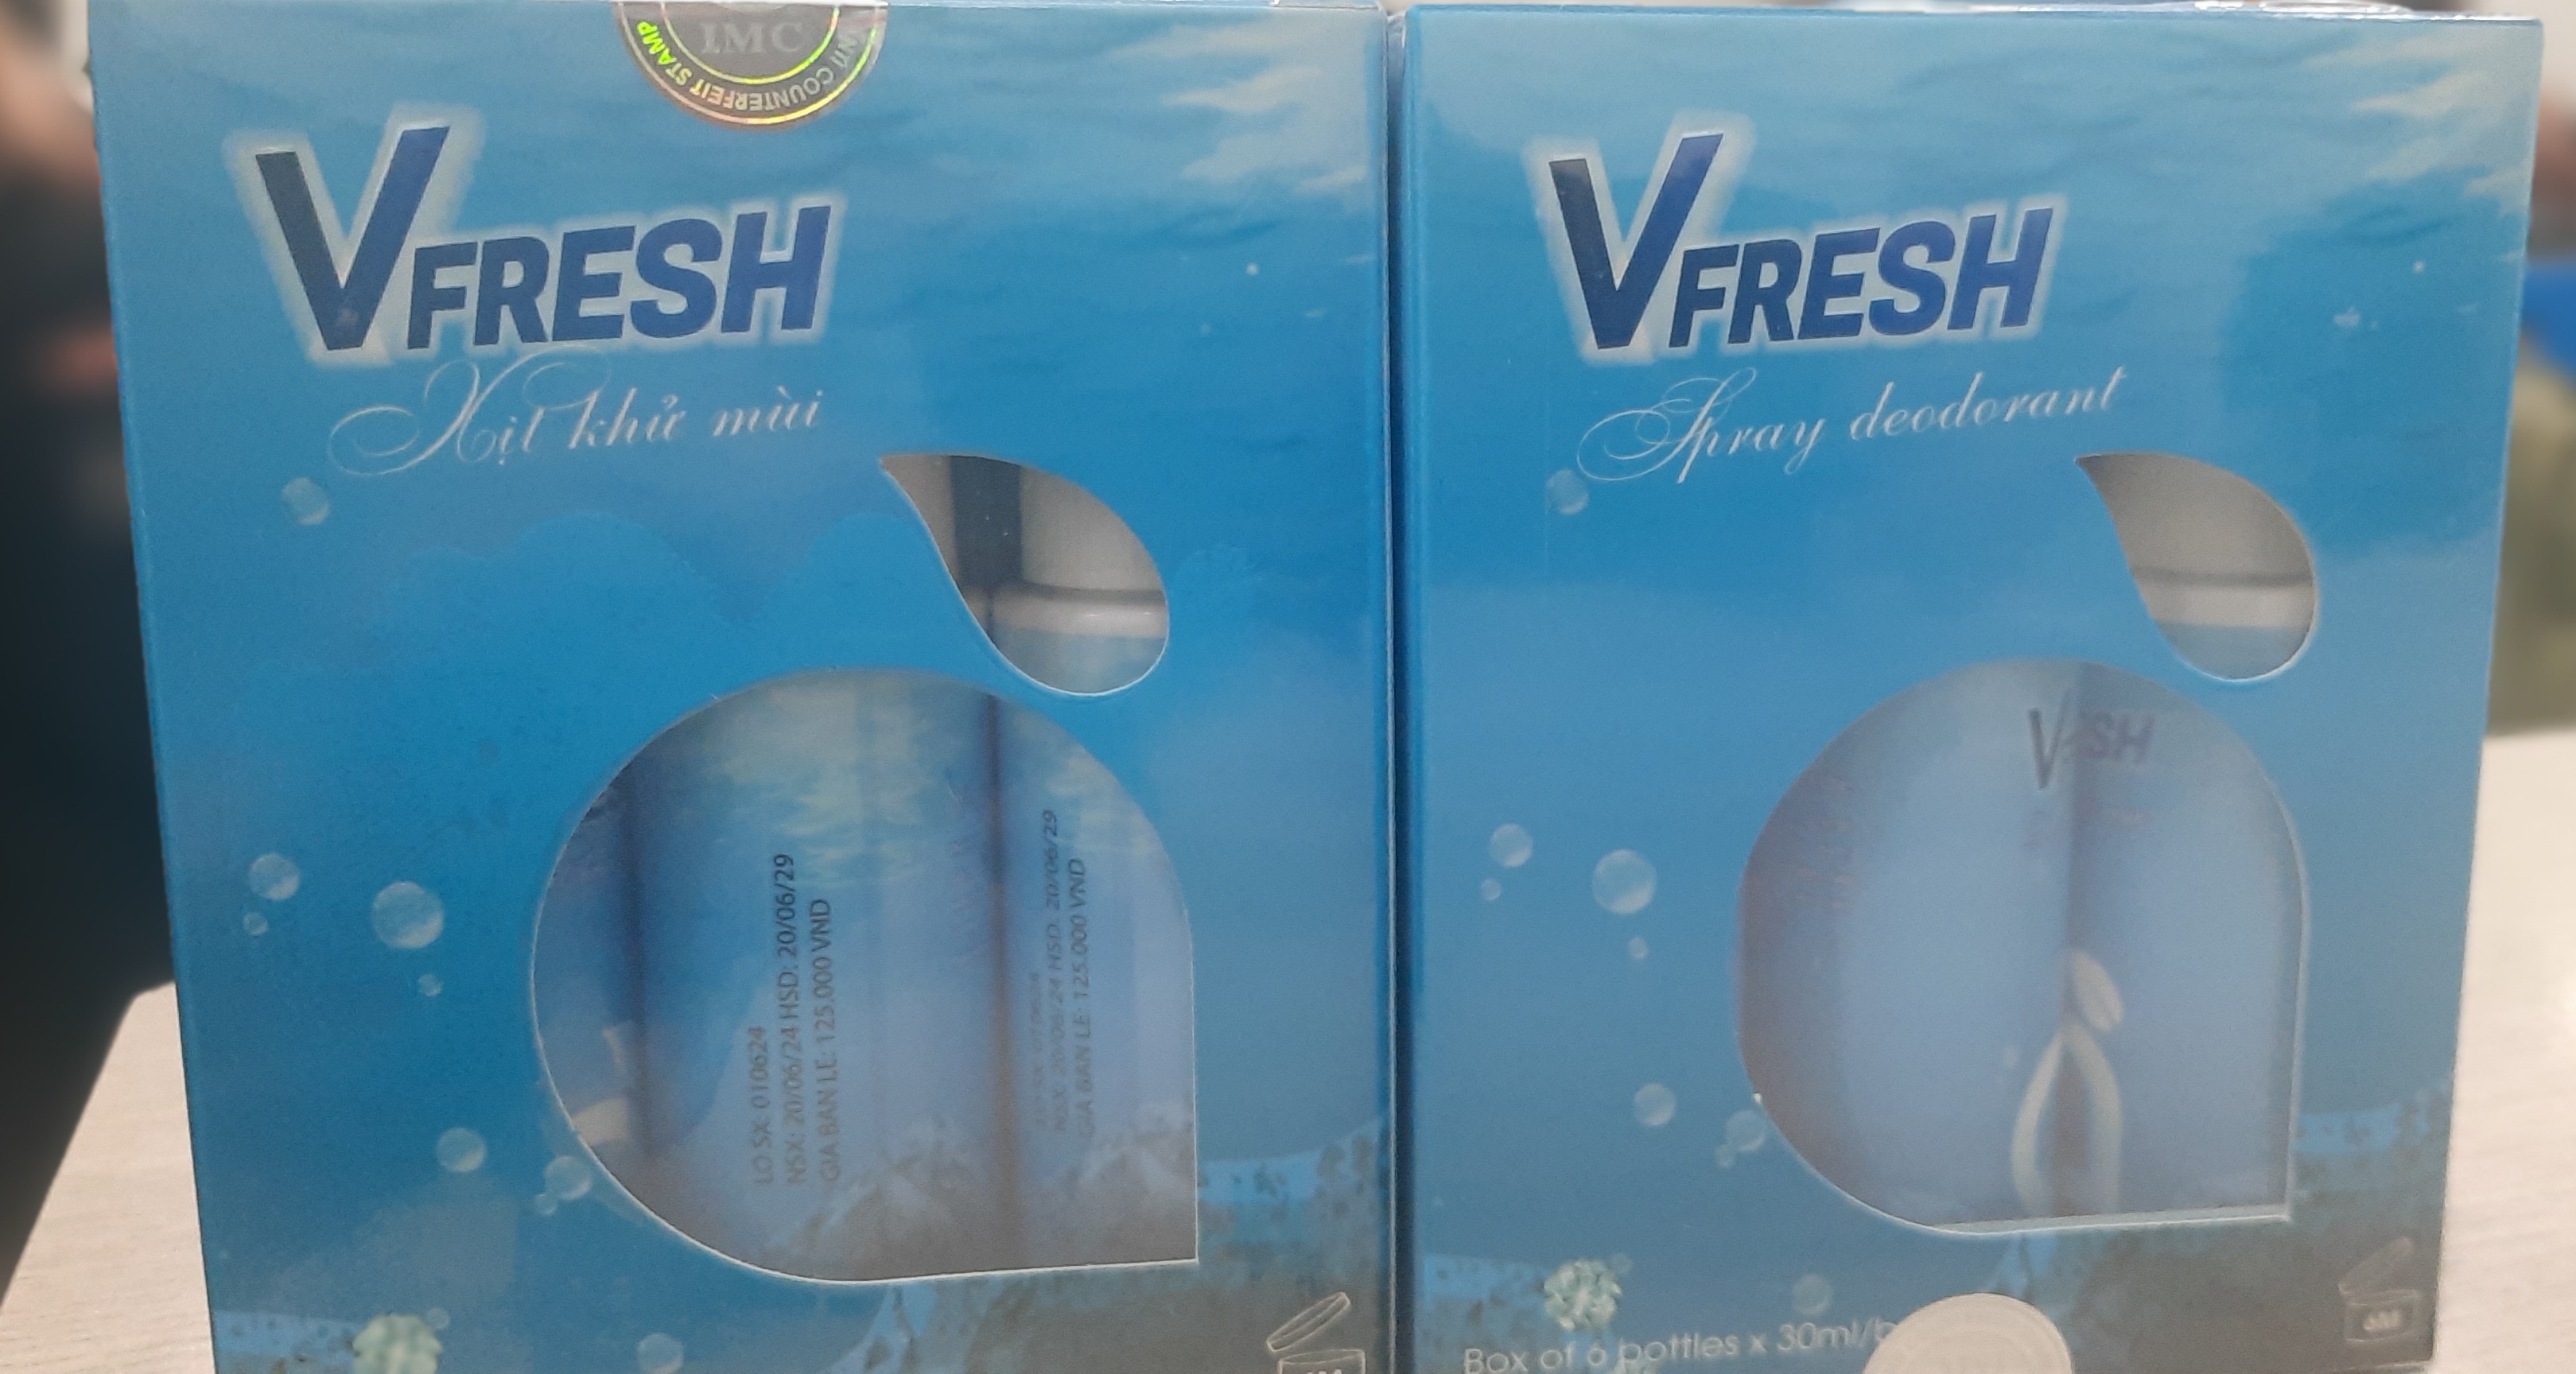 IMC
ANTI COUNTERFEIT STAMP
VFRESH
Xịt khử mùi
LO SX: 010624
NSX: 20/06/24 HSD: 20/06/29
GIA BAN LE: 125.000 VND
NSX: 20/06/24 HSD: 20/06/29
GIA BAN LE: 125.000 VND
VFRESH
Spray deodorant
SH
Box of 6 bottles x 30ml/b
6M